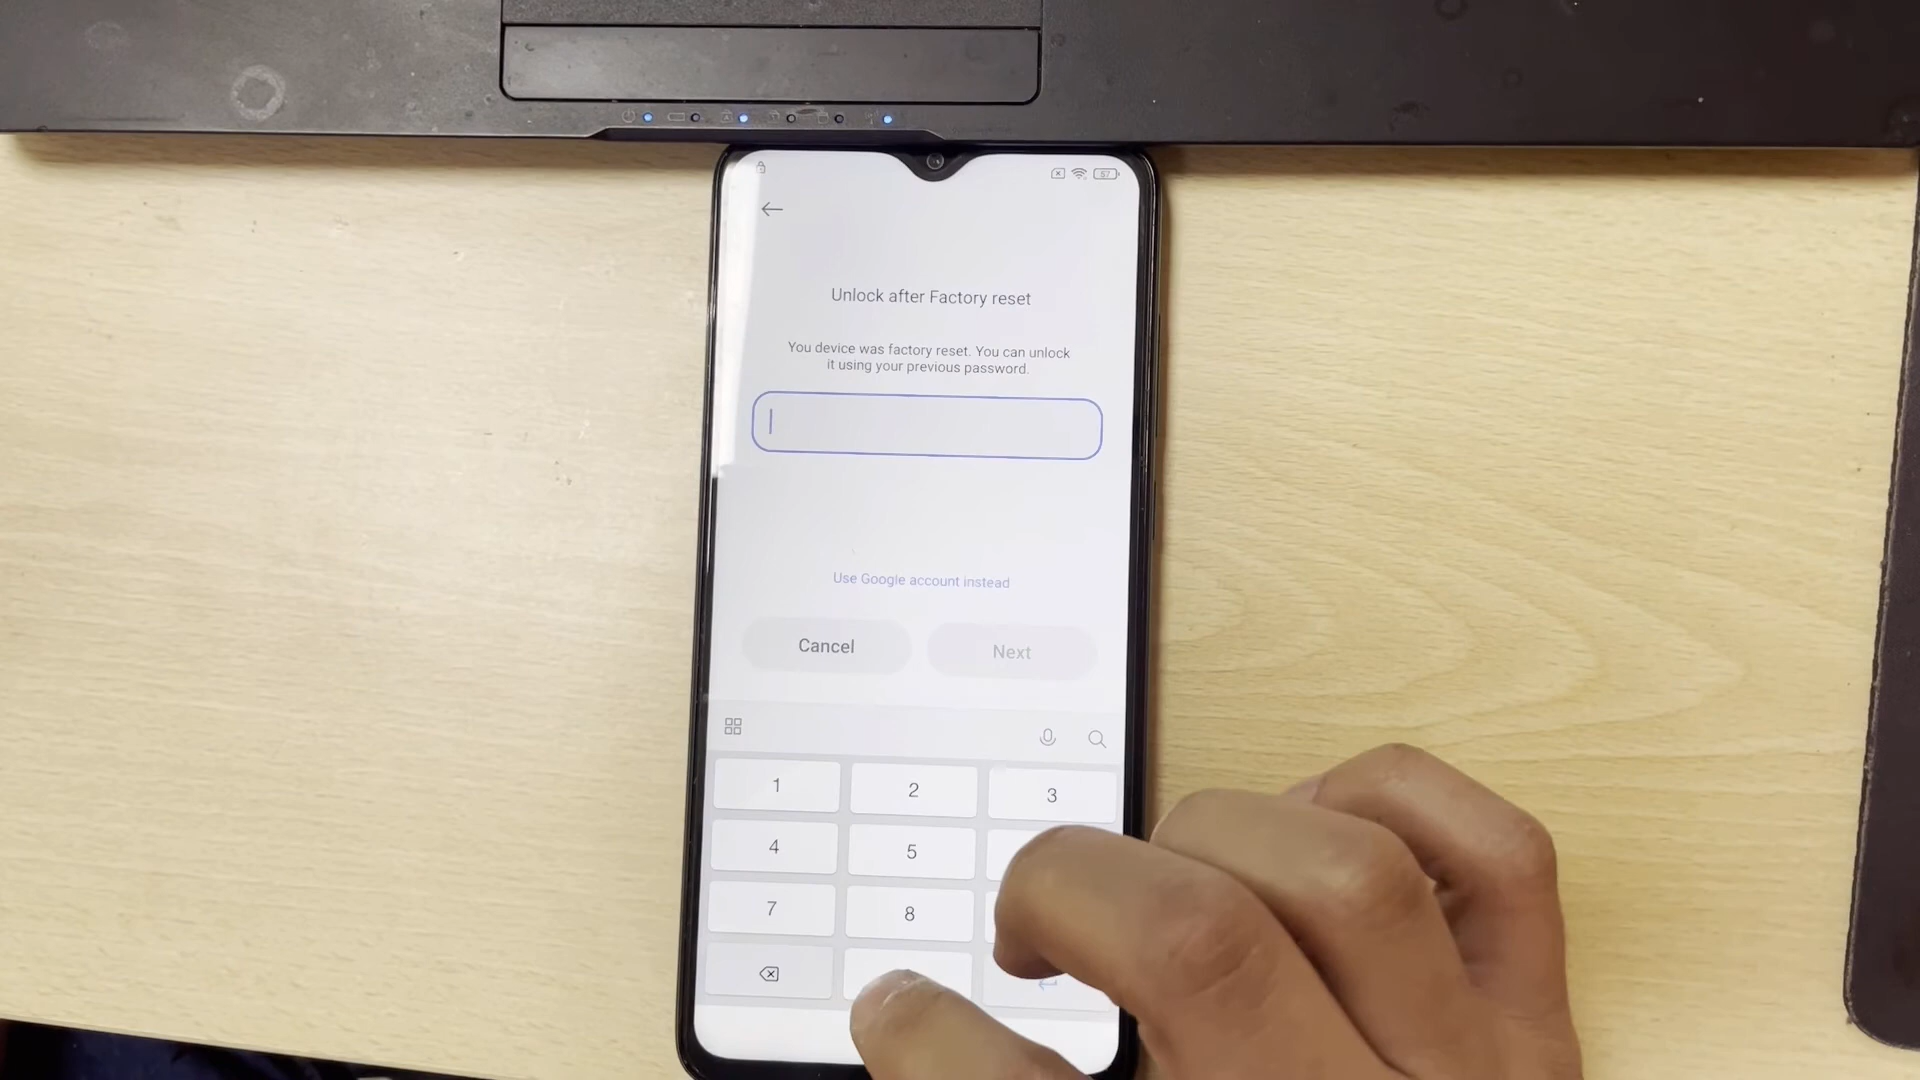 57
Unlock after Factory reset
You device was factory reset. You can unlock
it using your previous password.
Use Google account instead
Cancel
Next
1
2
3
4
5
7
8